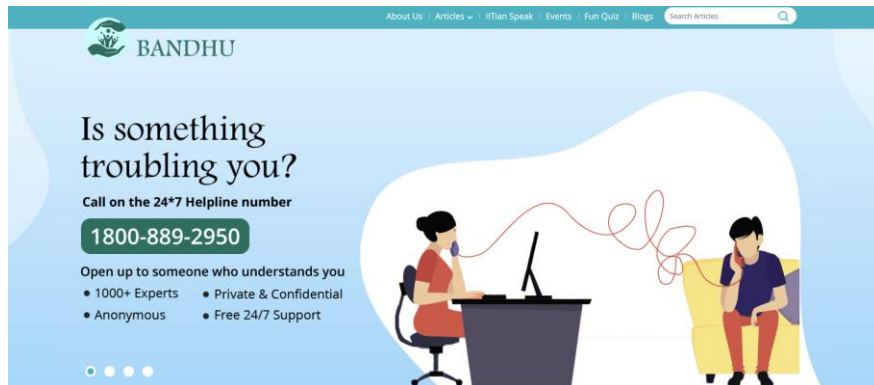 About Us | Articles | IITian Speak | Events | Fun Quiz | Blogs
Search Articles
BANDHU
Is something
troubling you?
Call on the 24*7 Helpline number
1800-889-2950
Open up to someone who understands you
• 1000+ Experts • Private & Confidential
• Anonymous • Free 24/7 Support